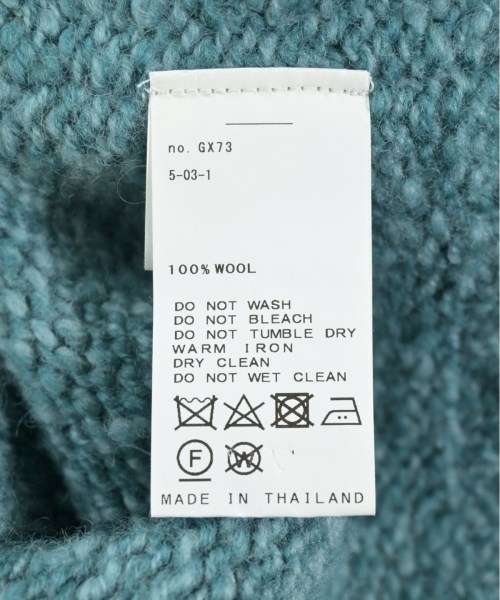 no. GX73
5-03-1
100% WOOL
DO NOT WASH
DO NOT BLEACH
DO NOT TUMBLE DRY
WARM IRON
DRY CLEAN
DO NOT WET CLEAN
F W
MADE IN THAILAND